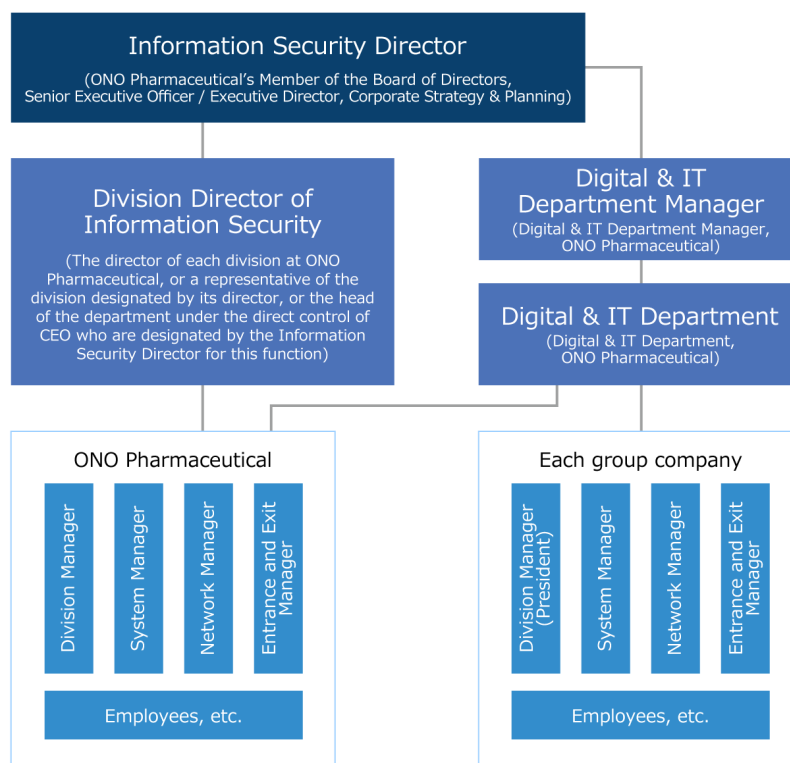 Information Security Director
(ONO Pharmaceutical's Member of the Board of Directors,
Senior Executive Officer / Executive Director, Corporate Strategy & Planning)
Division Director of
Information Security
(The director of each division at ONO
Pharmaceutical, or a representative of the
division designated by its director, or the head
of the department under the direct control of
CEO who are designated by the Information
Security Director for this function)
Digital & IT
Department Manager
(Digital & IT Department Manager,
ONO Pharmaceutical)
Digital & IT Department
(Digital & IT Department,
ONO Pharmaceutical)
ONO Pharmaceutical
Division Manager
System Manager
Network Manager
Entrance and Exit
Manager
Employees, etc.
Each group company
Division Manager
(President)
System Manager
Network Manager
Entrance and Exit
Manager
Employees, etc.